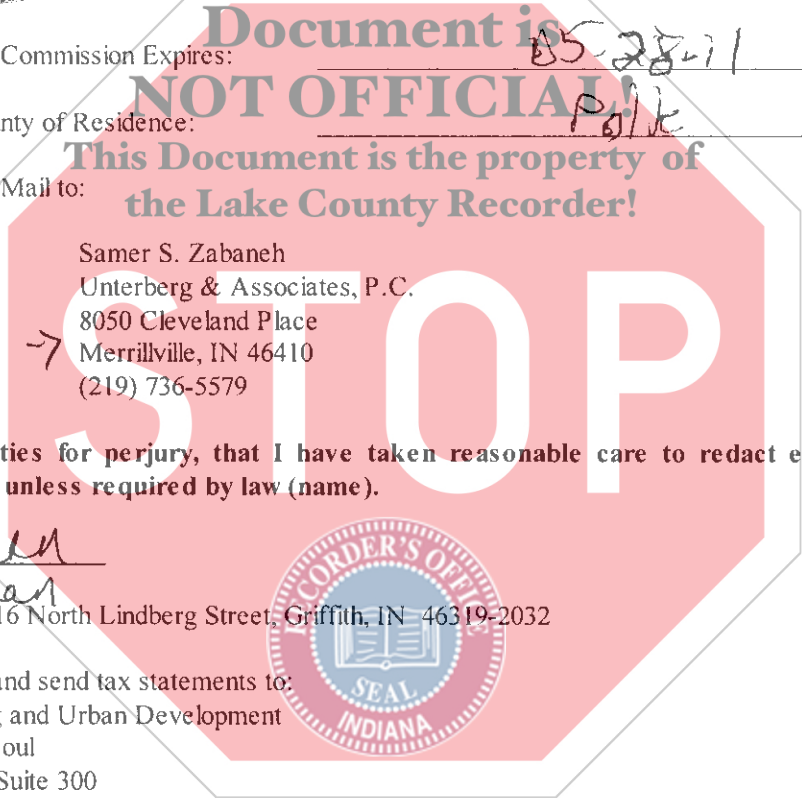 Document is
Commission Expires: 05-28-11
NOT OFFICIAL!
nty of Residence: Polk
This Document is the property of
Mail to:
the Lake County Recorder!
Samer S. Zabaneh
Unterberg & Associates, P.C.
8050 Cleveland Place
Merrillville, IN 46410
(219) 736-5579
STOP
ties for perjury, that I have taken reasonable care to redact e
unless required by law (name).
16 North Lindberg Street, Griffith, IN 46319-2032
RECORDER'S OFFICE
SEAL
INDIANA
and send tax statements to:
g and Urban Development
oul
Suite 300